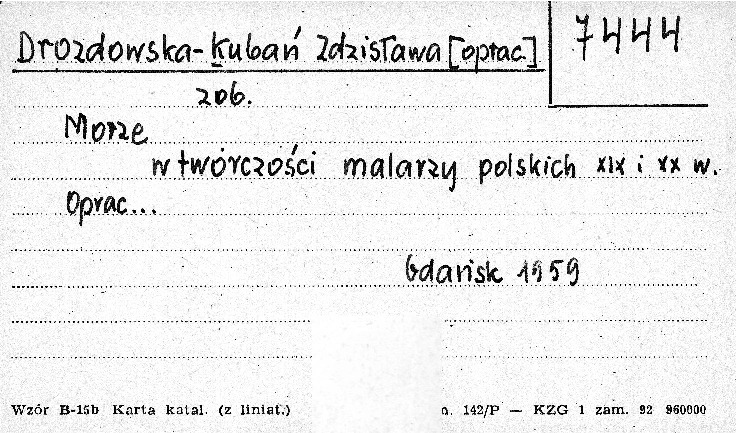 Drozdowska-Kubań Zdzisława [oprac.] 7444
zob.
Morze
w twórczości malarzy polskich XIX i XX w.
Oprac...
Gdańsk 1959
Wzór B-15b Karta katal. (z liniat.) n. 142/P — KZG 1 zam. 92 960000